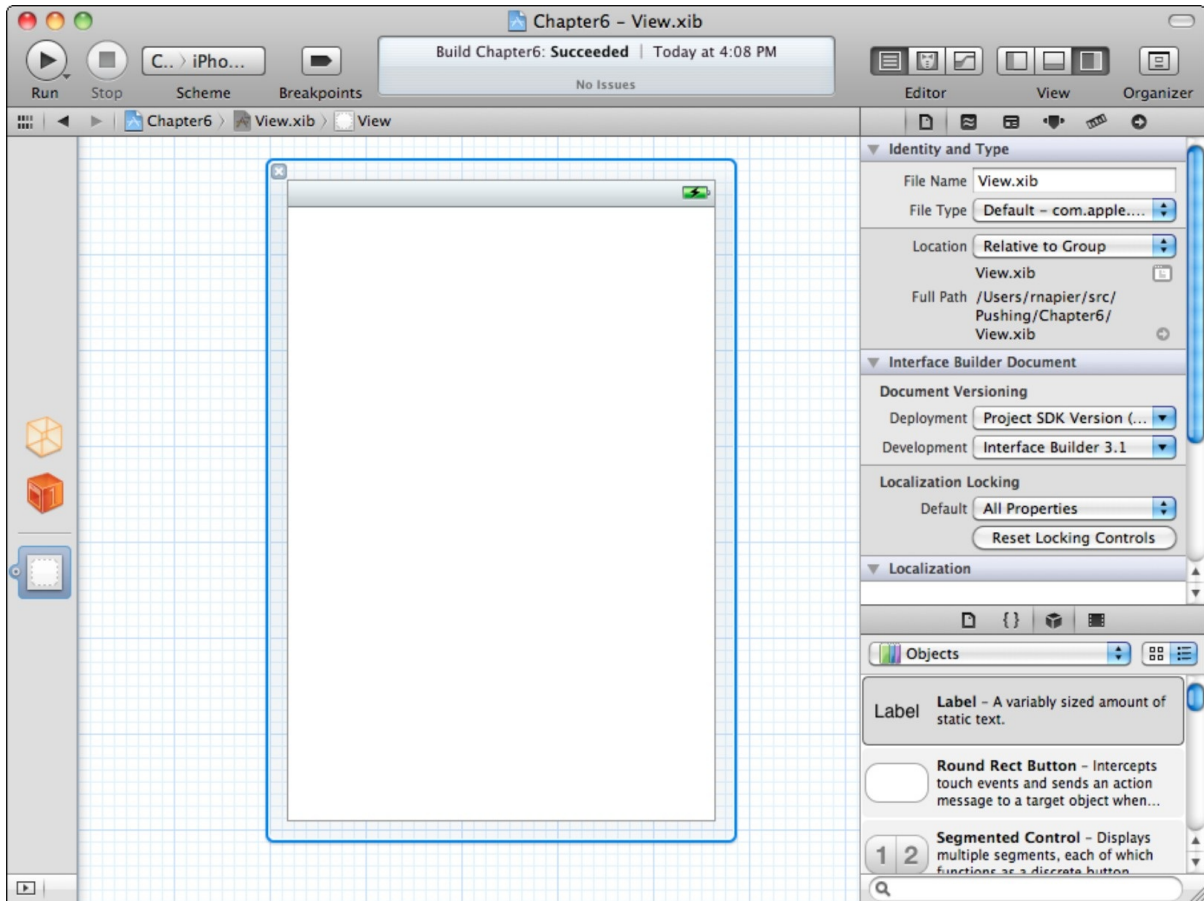 Chapter6 – View.xib
C.. 〉 iPho...
Build Chapter6: Succeeded | Today at 4:08 PM
No Issues
Run
Stop
Scheme
Breakpoints
Editor
View
Organizer
Chapter6 〉 View.xib 〉 View
Identity and Type
File Name View.xib
File Type Default – com.apple....
Location Relative to Group
View.xib
Full Path /Users/rnapier/src/
Pushing/Chapter6/
View.xib
Interface Builder Document
Document Versioning
Deployment Project SDK Version (...
Development Interface Builder 3.1
Localization Locking
Default All Properties
Reset Locking Controls
Localization
{ }
Objects
Label
Label – A variably sized amount of
static text.
Round Rect Button – Intercepts
touch events and sends an action
message to a target object when...
1 2
Segmented Control – Displays
multiple segments, each of which
functions as a discrete button